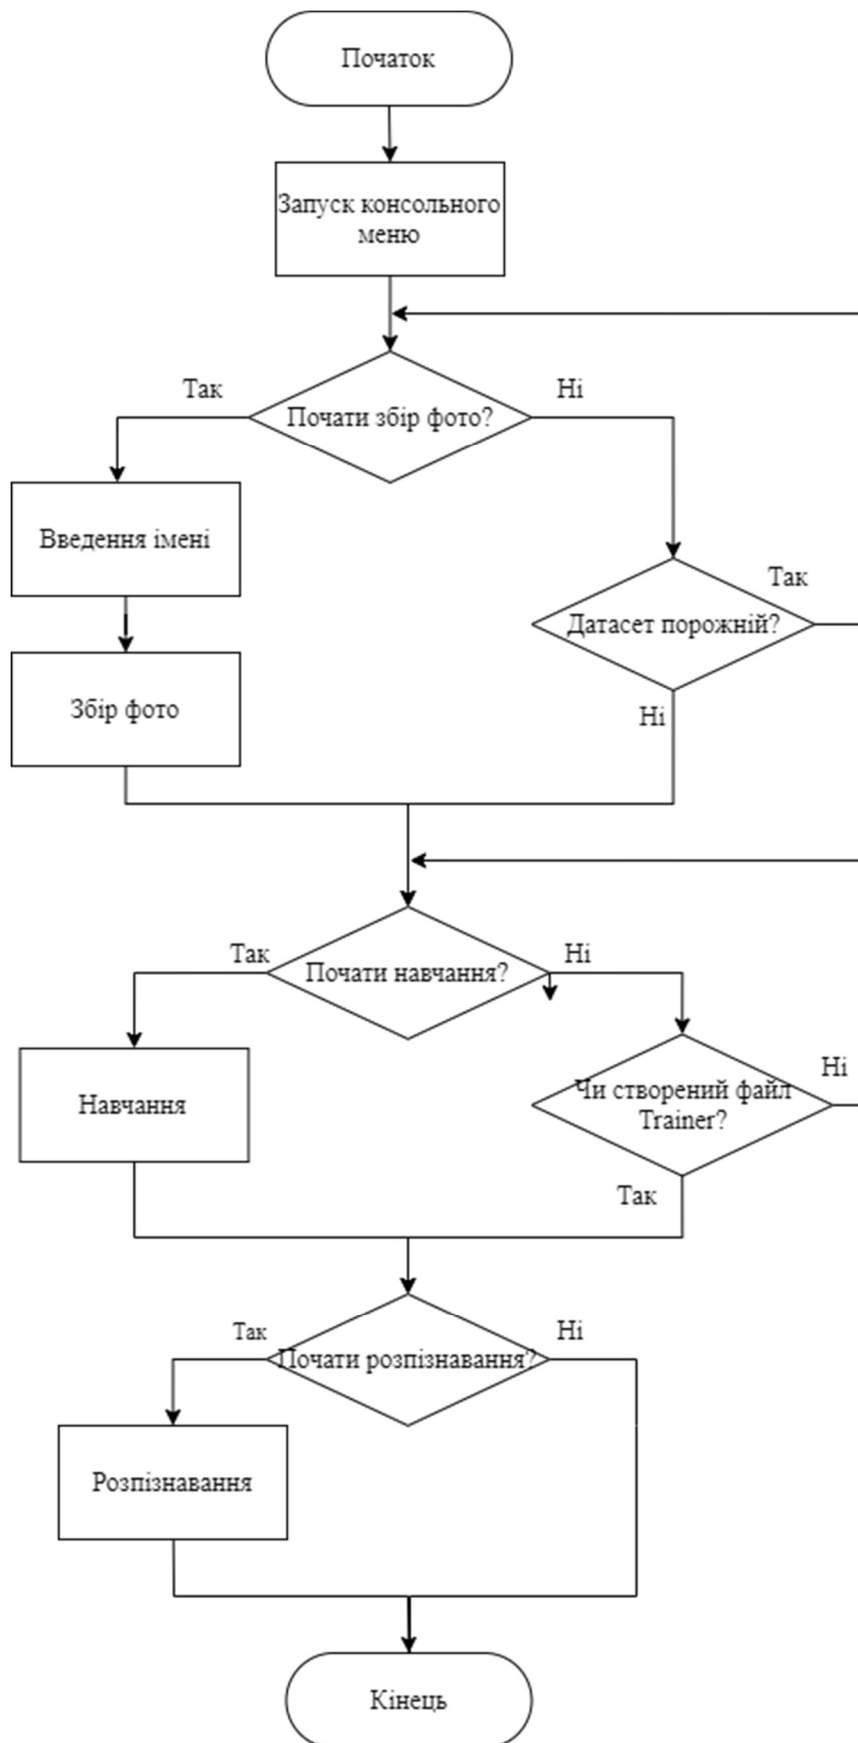 Початок
Запуск консольного
меню
Так
Ні
Почати збір фото?
Введення імені
Так
Датасет порожній?
Збір фото
Ні
Так
Ні
Почати навчання?
Ні
Чи створений файл
Trainer?
Навчання
Так
Так
Ні
Почати розпізнавання?
Розпізнавання
Кінець